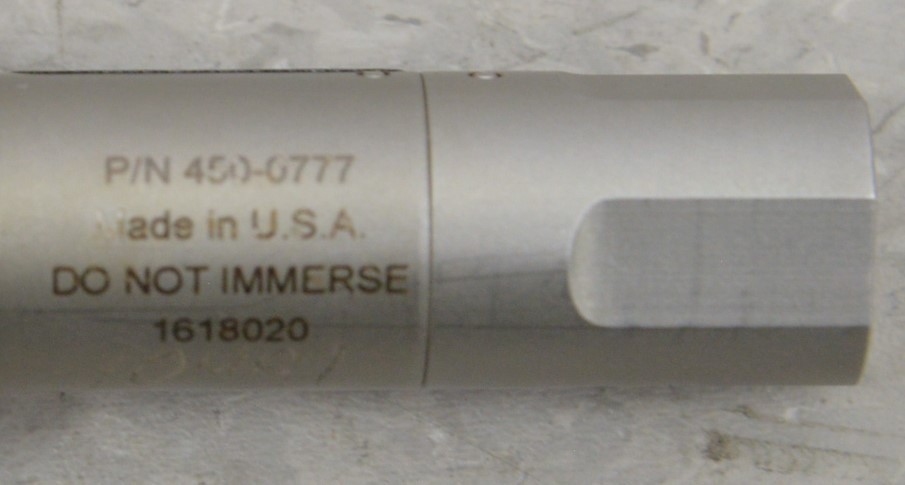 P/N 450-0777
Made in U.S.A.
DO NOT IMMERSE
1618020